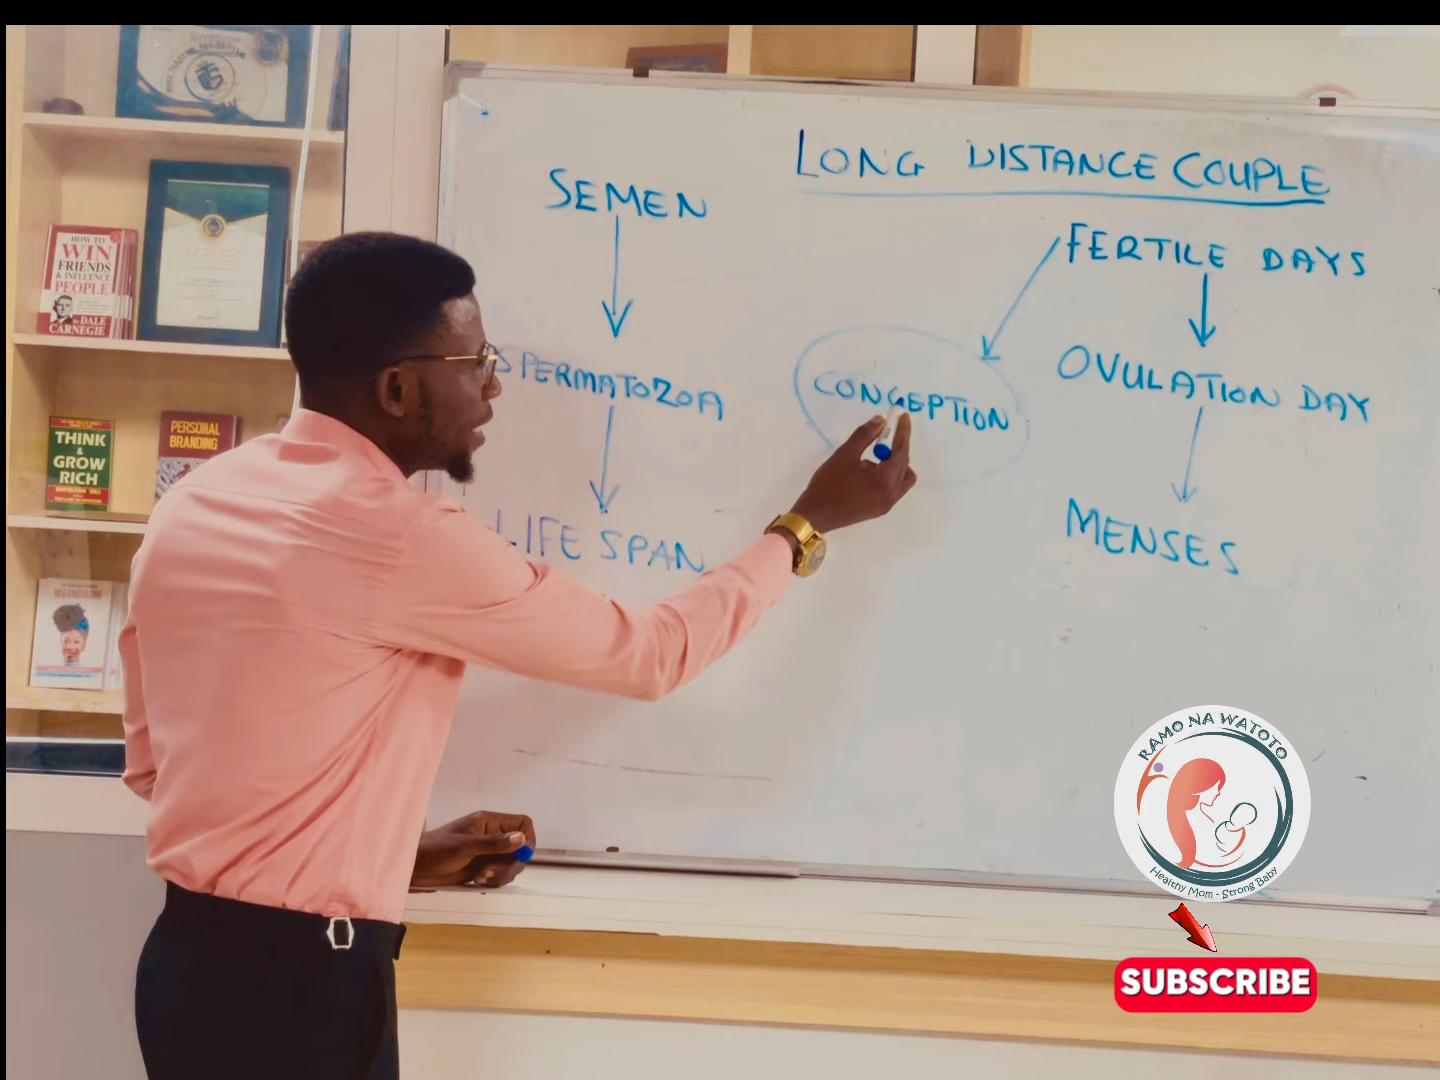 LONG DISTANCE COUPLE
SEMEN
SPERMATOZOA
LIFE SPAN
FERTILE DAYS
CONCEPTION
OVULATION DAY
MENSES
HOW TO
WIN
FRIENDS
& INFLUENCE
PEOPLE
DALE
CARNEGIE
THINK
&
GROW
RICH
PERSONAL
BRANDING
RAMO NA WATOTO
Healthy Mom - Strong Baby
SUBSCRIBE